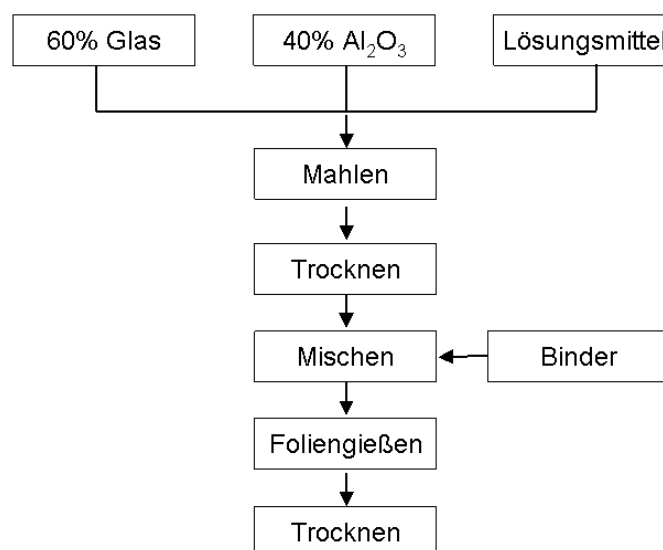 60% Glas
40% Al₂O₃
Lösungsmittel
Mahlen
Trocknen
Mischen
Binder
Foliengießen
Trocknen